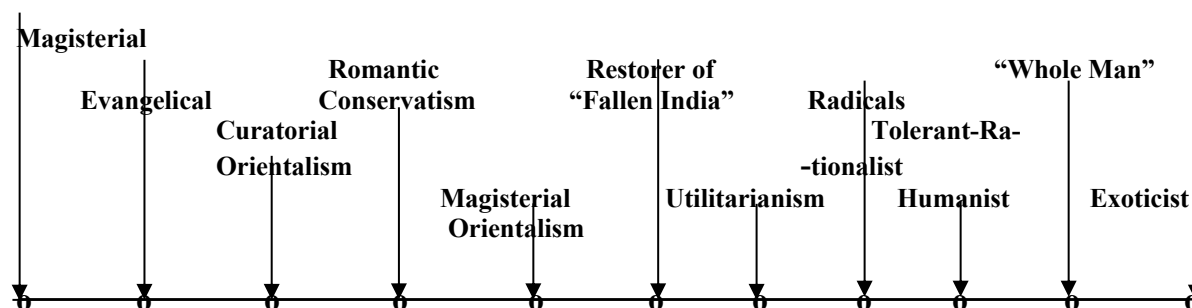 Magisterial
Evangelical
Curatorial
Orientalism
Romantic
Conservatism
Magisterial
Orientalism
Restorer of
“Fallen India”
Utilitarianism
Radicals
Tolerant-Ra-
-tionalist
Humanist
“Whole Man”
Exoticist